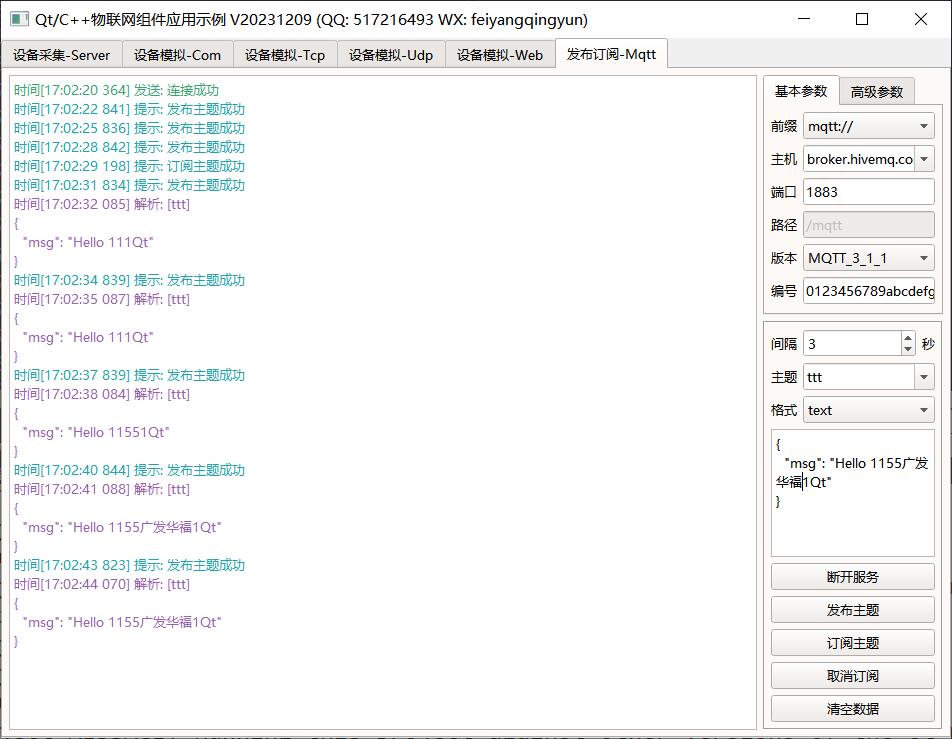 Qt/C++物联网组件应用示例 V20231209 (QQ: 517216493 WX: feiyangqingyun)
设备采集-Server 设备模拟-Com 设备模拟-Tcp 设备模拟-Udp 设备模拟-Web 发布订阅-Mqtt
时间[17:02:20 364] 发送: 连接成功
时间[17:02:22 841] 提示: 发布主题成功
时间[17:02:25 836] 提示: 发布主题成功
时间[17:02:28 842] 提示: 发布主题成功
时间[17:02:29 198] 提示: 订阅主题成功
时间[17:02:31 834] 提示: 发布主题成功
时间[17:02:32 085] 解析: [ttt]
{
"msg": "Hello 111Qt"
}
时间[17:02:34 839] 提示: 发布主题成功
时间[17:02:35 087] 解析: [ttt]
{
"msg": "Hello 111Qt"
}
时间[17:02:37 839] 提示: 发布主题成功
时间[17:02:38 084] 解析: [ttt]
{
"msg": "Hello 11551Qt"
}
时间[17:02:40 844] 提示: 发布主题成功
时间[17:02:41 088] 解析: [ttt]
{
"msg": "Hello 1155广发华福1Qt"
}
时间[17:02:43 823] 提示: 发布主题成功
时间[17:02:44 070] 解析: [ttt]
{
"msg": "Hello 1155广发华福1Qt"
}
基本参数 高级参数
前缀 mqtt://
主机 broker.hivemq.co
端口 1883
路径 /mqtt
版本 MQTT_3_1_1
编号 0123456789abcdefg
间隔 3 秒
主题 ttt
格式 text
{
"msg": "Hello 1155广发
华福1Qt"
}
断开服务
发布主题
订阅主题
取消订阅
清空数据